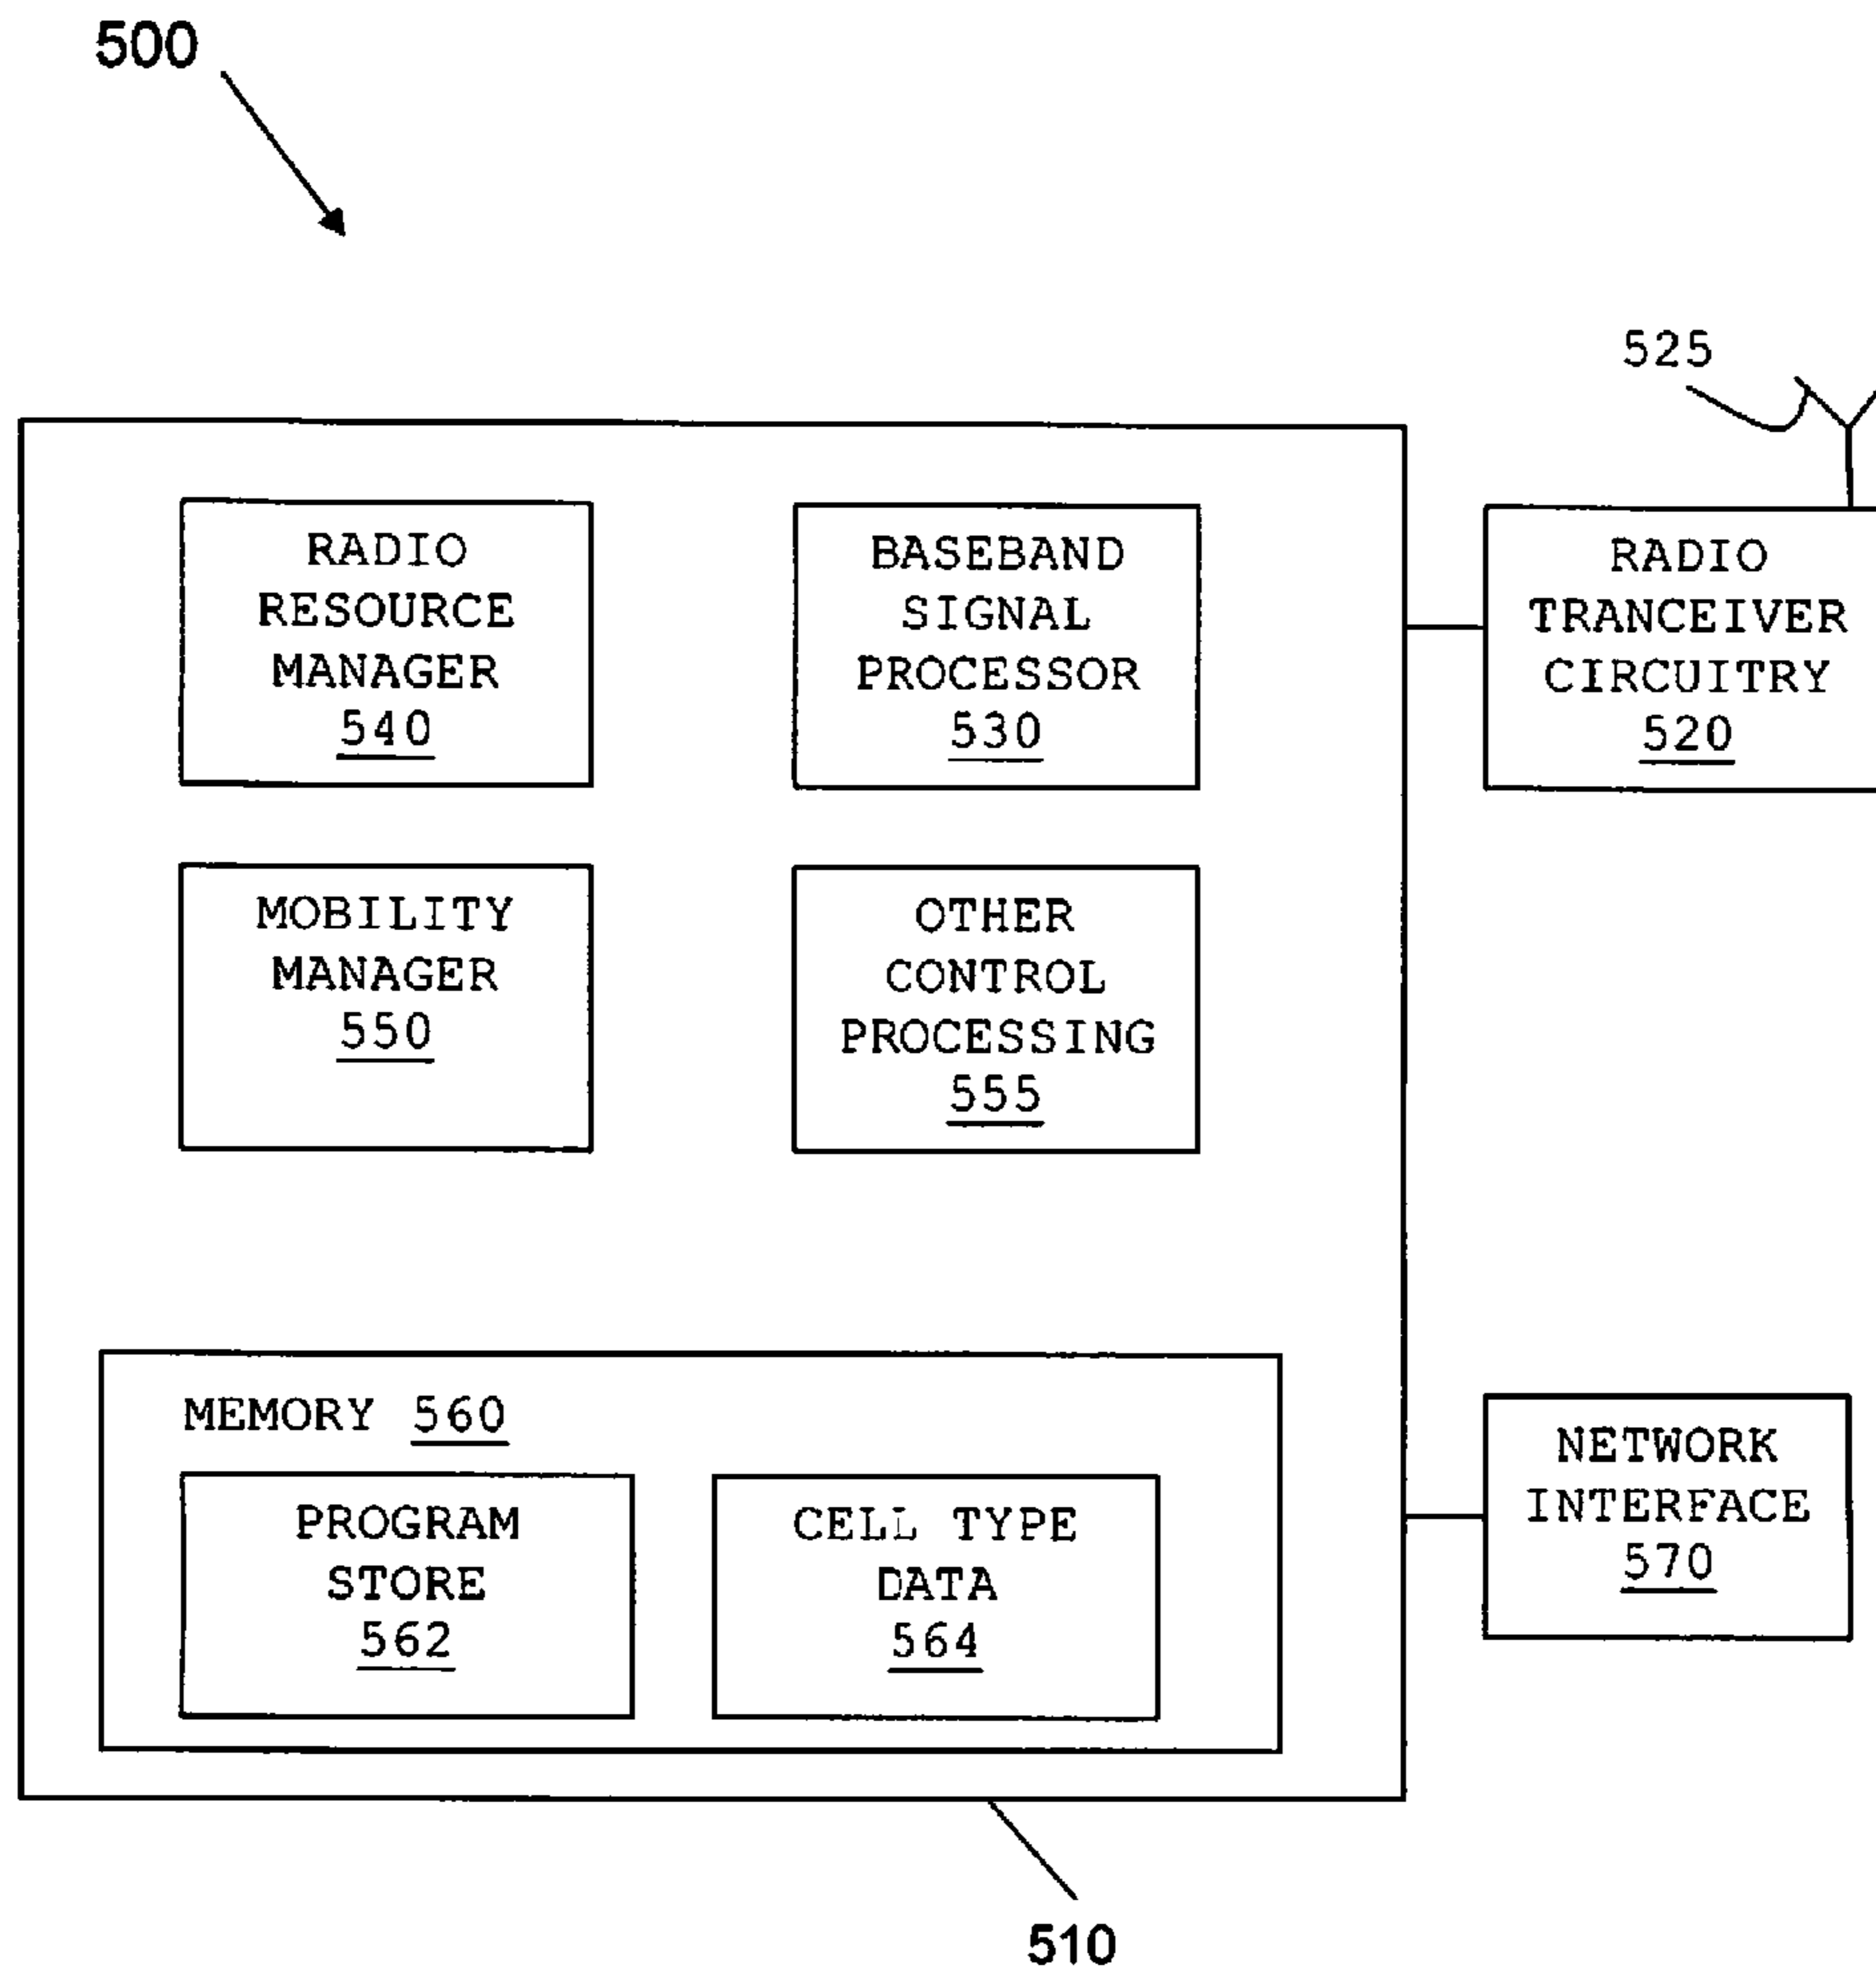 500
525
RADIO
RESOURCE
MANAGER
540
BASEBAND
SIGNAL
PROCESSOR
530
RADIO
TRANCEIVER
CIRCUITRY
520
MOBILITY
MANAGER
550
OTHER
CONTROL
PROCESSING
555
MEMORY 560
PROGRAM
STORE
562
CELL TYPE
DATA
564
NETWORK
INTERFACE
570
510